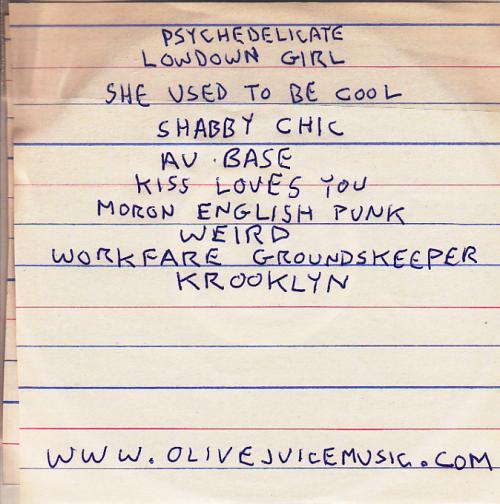 PSYCHEDELICATE
LOWDOWN GIRL
SHE USED TO BE COOL
SHABBY CHIC
AU BASE
KISS LOVES YOU
MORON ENGLISH PUNK
WEIRD
WORKFARE GROUNDSKEEPER
KROOKLYN
WWW.OLIVEJUICEMUSIC.COM